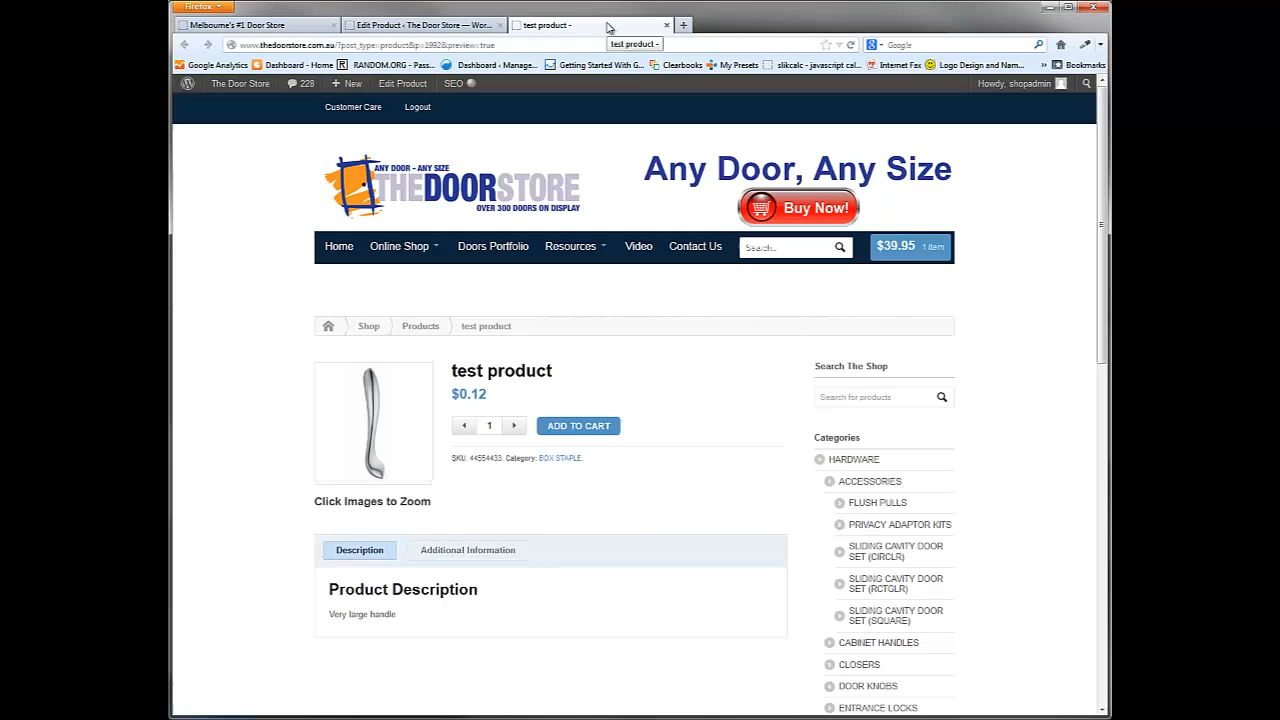 Firefox
Melbourne's #1 Door Store
Edit Product ‹ The Door Store — Wor...
test product -
www.thedoorstore.com.au/?post_type=product&p=1992&preview=true
test product -
Google
Google Analytics
Dashboard - Home
RANDOM.ORG - Pass...
Dashboard ‹ Manage...
Getting Started With G...
Clearbooks
My Presets
slikcalc - javascript cal...
Internet Fax
Logo Design and Nam...
»
Bookmarks
The Door Store
228
+ New
Edit Product
SEO
Howdy, shopadmin
Customer Care
Logout
ANY DOOR - ANY SIZE
THEDOORSTORE
OVER 300 DOORS ON DISPLAY
Any Door, Any Size
Buy Now!
Home
Online Shop
Doors Portfolio
Resources
Video
Contact Us
Search...
$39.95 1 item
Shop
Products
test product
test product
$0.12
1
ADD TO CART
SKU: 44554433. Category: BOX STAPLE.
Click Images to Zoom
Description
Additional Information
Product Description
Very large handle
Search The Shop
Search for products
Categories
HARDWARE
ACCESSORIES
FLUSH PULLS
PRIVACY ADAPTOR KITS
SLIDING CAVITY DOOR
SET (CIRCLR)
SLIDING CAVITY DOOR
SET (RCTGLR)
SLIDING CAVITY DOOR
SET (SQUARE)
CABINET HANDLES
CLOSERS
DOOR KNOBS
ENTRANCE LOCKS